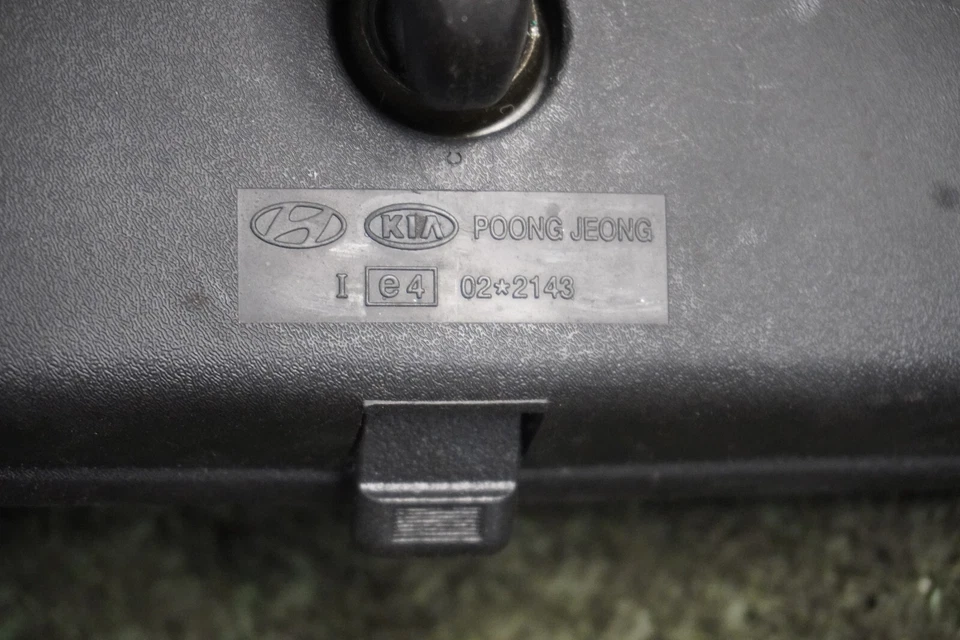 KIA POONG JEONG
I e4 02*2143